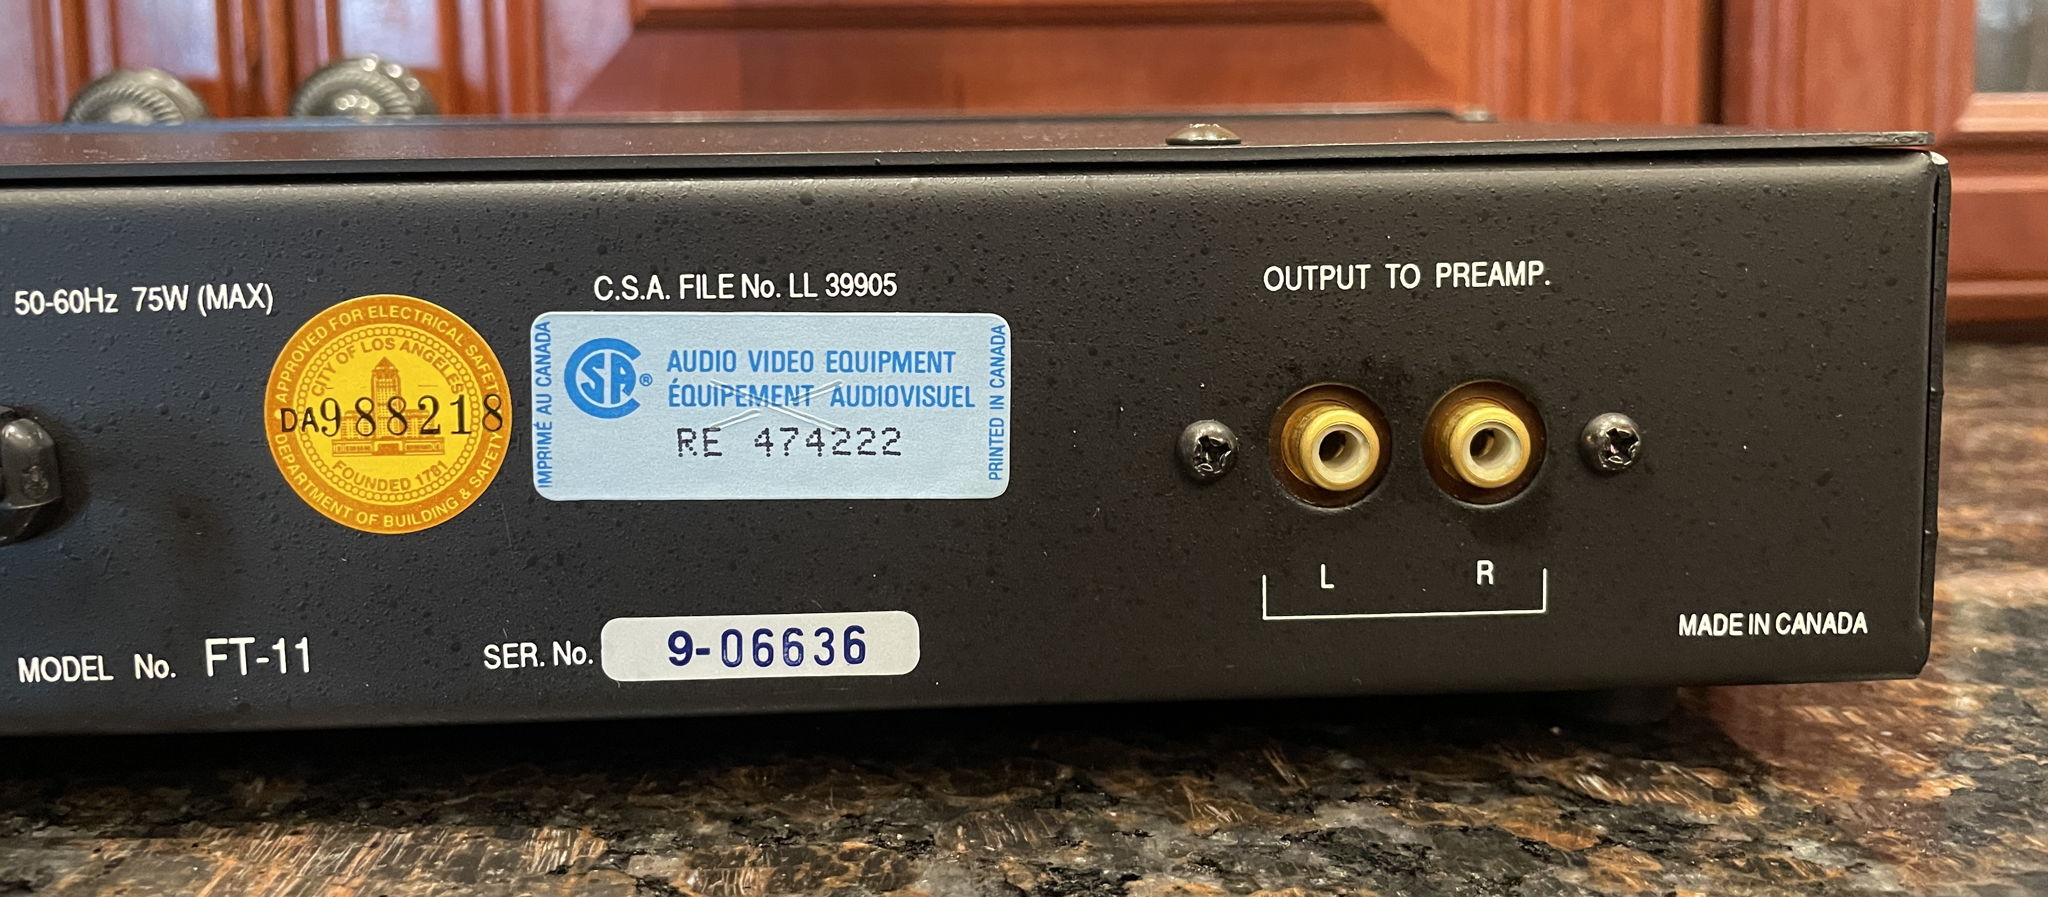 50-60Hz 75W (MAX)
APPROVED FOR ELECTRICAL SAFETY
CITY OF LOS ANGELES
DA988218
FOUNDED 1781
DEPARTMENT OF BUILDING & SAFETY
C.S.A. FILE No. LL 39905
IMPRIMÉ AU CANADA
CSA®
AUDIO VIDEO EQUIPMENT
ÉQUIPEMENT AUDIOVISUEL
RE 474222
PRINTED IN CANADA
OUTPUT TO PREAMP.
L R
MODEL No. FT-11
SER. No. 9-06636
MADE IN CANADA